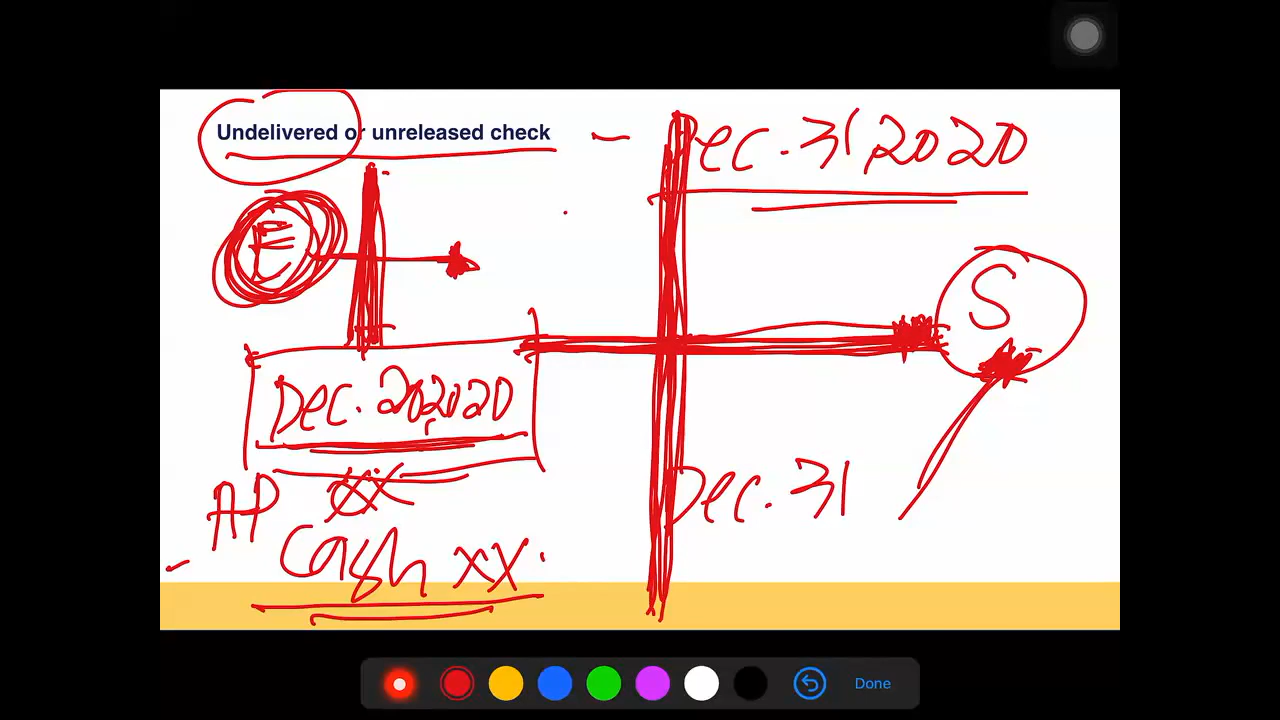 Undelivered or unreleased check
Dec. 31, 2020
E
S
Dec. 20, 2020
AP xx
Dec. 31
Cash xx
Done